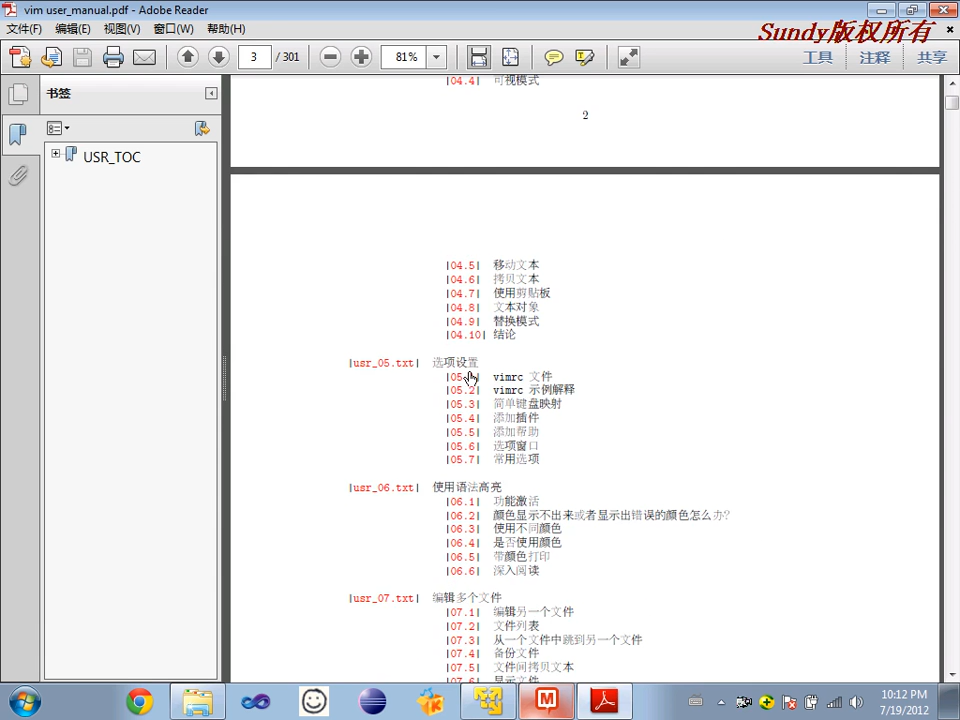 vim user_manual.pdf - Adobe Reader
文件(F) 编辑(E) 视图(V) 窗口(W) 帮助(H)
Sundy版权所有
3 / 301 81% 工具 注释 共享
书签
USR_TOC
|04.4| 可视模式
2
|04.5| 移动文本
|04.6| 拷贝文本
|04.7| 使用剪贴板
|04.8| 文本对象
|04.9| 替换模式
|04.10| 结论
|usr_05.txt| 选项设置
|05.1| vimrc 文件
|05.2| vimrc 示例解释
|05.3| 简单键盘映射
|05.4| 添加插件
|05.5| 添加帮助
|05.6| 选项窗口
|05.7| 常用选项
|usr_06.txt| 使用语法高亮
|06.1| 功能激活
|06.2| 颜色显示不出来或者显示出错误的颜色怎么办?
|06.3| 使用不同颜色
|06.4| 是否使用颜色
|06.5| 带颜色打印
|06.6| 深入阅读
|usr_07.txt| 编辑多个文件
|07.1| 编辑另一个文件
|07.2| 文件列表
|07.3| 从一个文件中跳到另一个文件
|07.4| 备份文件
|07.5| 文件间拷贝文本
|07.6| 显示文件
10:12 PM
7/19/2012